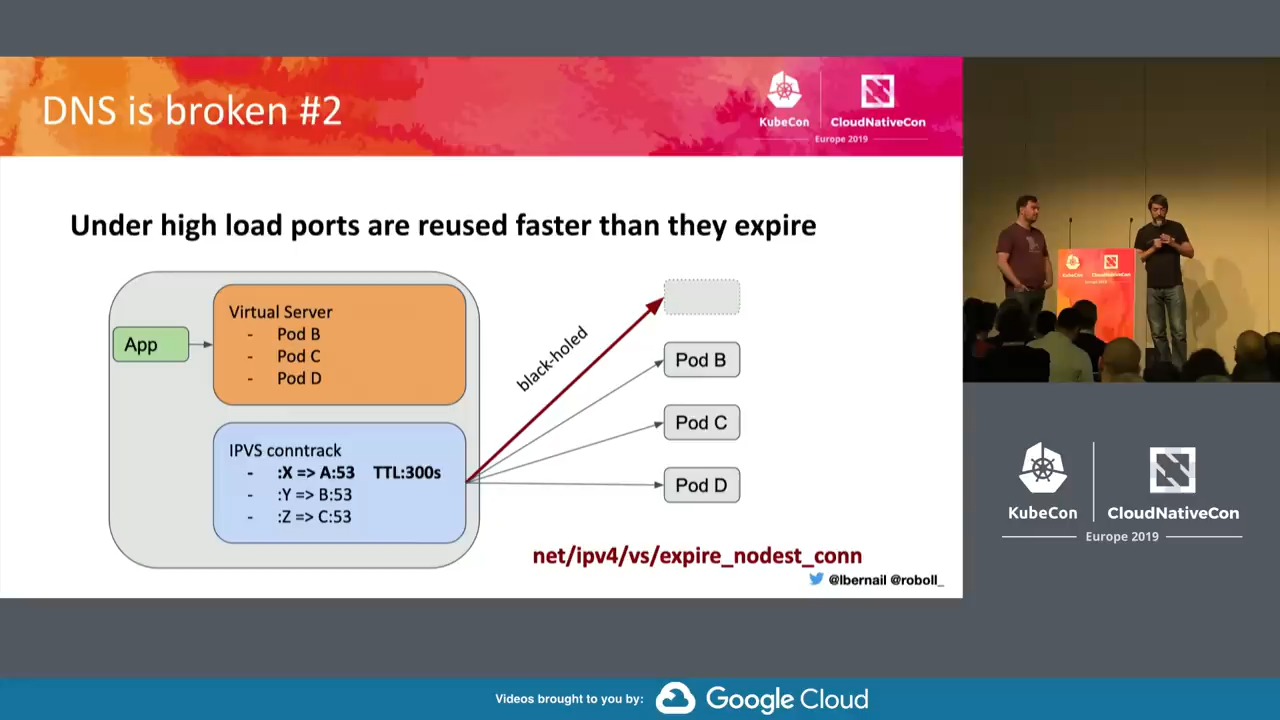 DNS is broken #2
KubeCon
CloudNativeCon
Europe 2019
Under high load ports are reused faster than they expire
App
Virtual Server
- Pod B
- Pod C
- Pod D
IPVS conntrack
- :X => A:53 TTL:300s
- :Y => B:53
- :Z => C:53
black-holed
Pod B
Pod C
Pod D
net/ipv4/vs/expire_nodest_conn
@lbernail @roboll_
KubeCon
CloudNativeCon
KubeCon
CloudNativeCon
Europe 2019
Videos brought to you by:
Google Cloud